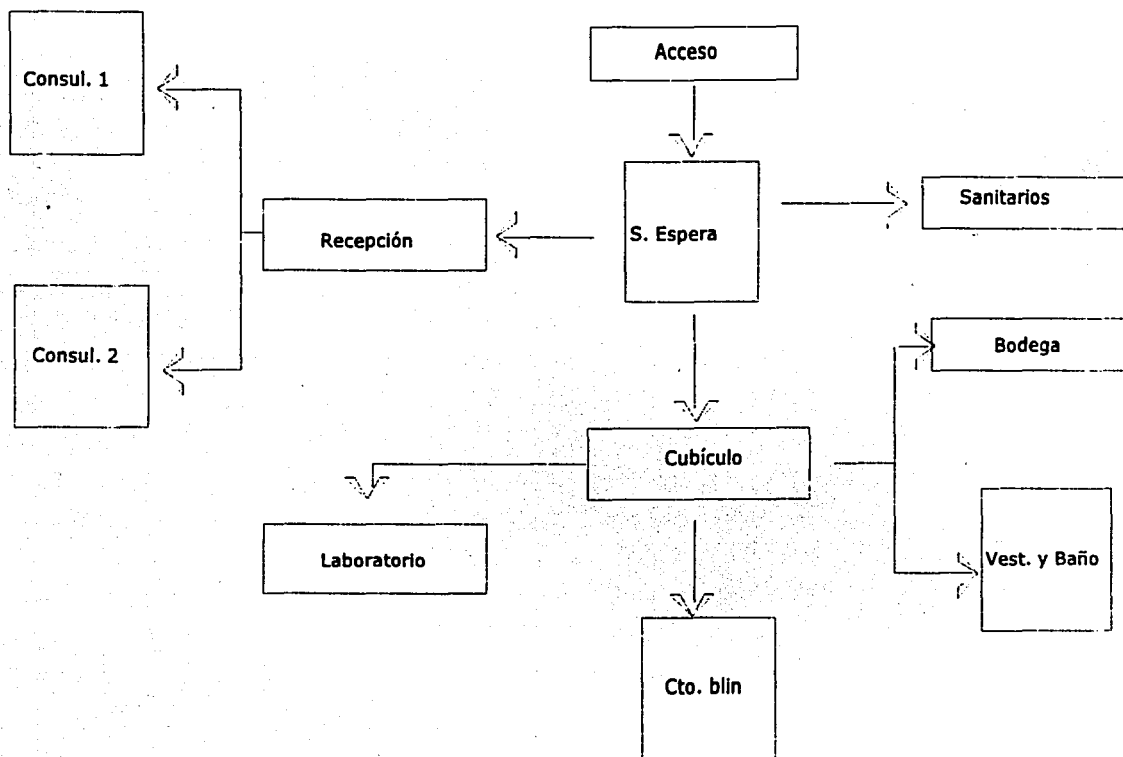 Acceso
Consul. 1
Sanitarios
Recepción
S. Espera
Consul. 2
Bodega
Cubículo
Laboratorio
Vest. y Baño
Cto. blin